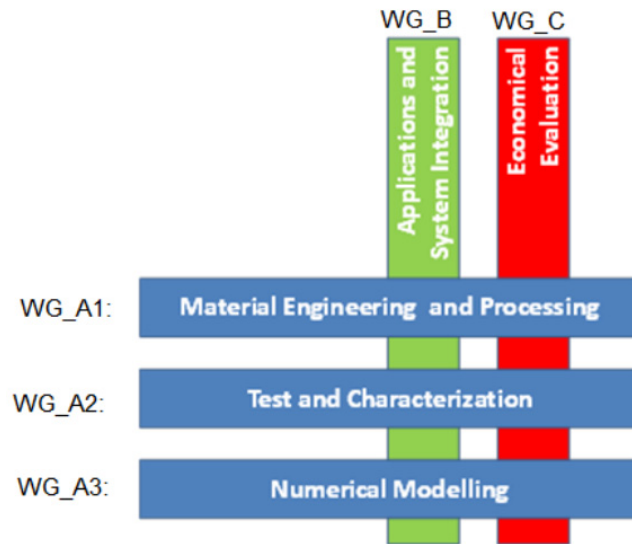 WG_B
WG_C
Applications and
System Integration
Economical
Evaluation
WG_A1:
Material Engineering and Processing
WG_A2:
Test and Characterization
WG_A3:
Numerical Modelling